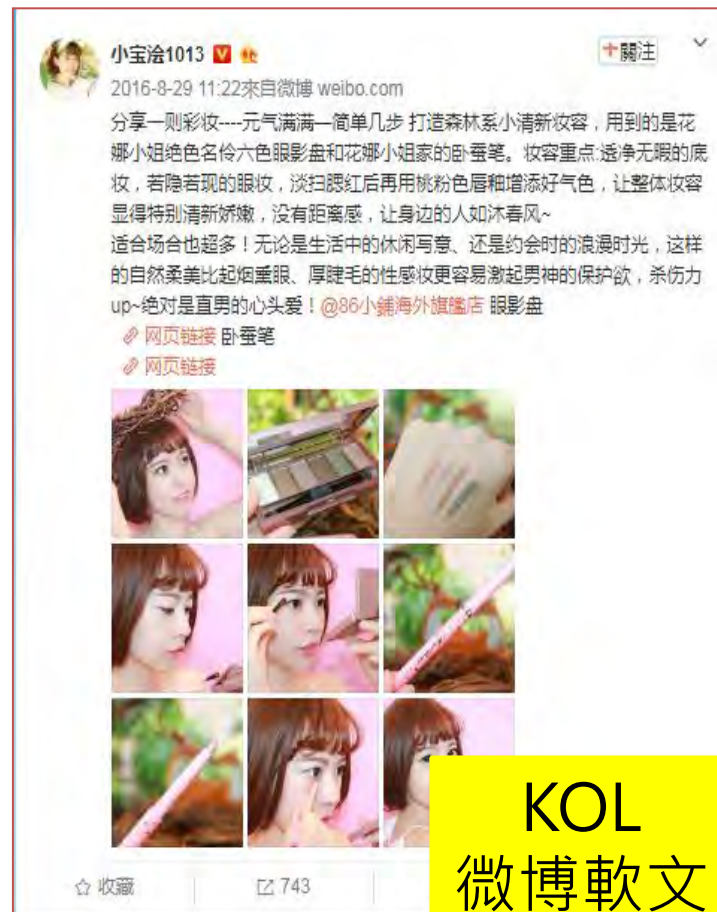 小宝浍1013
+關注
2016-8-29 11:22來自微博 weibo.com
分享一则彩妆----元气满满—简单几步 打造森林系小清新妆容，用到的是花
娜小姐绝色名伶六色眼影盘和花娜小姐家的卧蚕笔。妆容重点:透净无暇的底
妆，若隐若现的眼妆，淡扫腮红后再用桃粉色唇釉增添好气色，让整体妆容
显得特别清新娇嫩，没有距离感，让身边的人如沐春风~
适合场合也超多！无论是生活中的休闲写意、还是约会时的浪漫时光，这样
的自然柔美比起烟熏眼、厚睫毛的性感妆更容易激起男神的保护欲，杀伤力
up~绝对是直男的心头爱！@86小鋪海外旗艦店 眼影盘
网页链接 卧蚕笔
网页链接
收藏
743
KOL
微博軟文